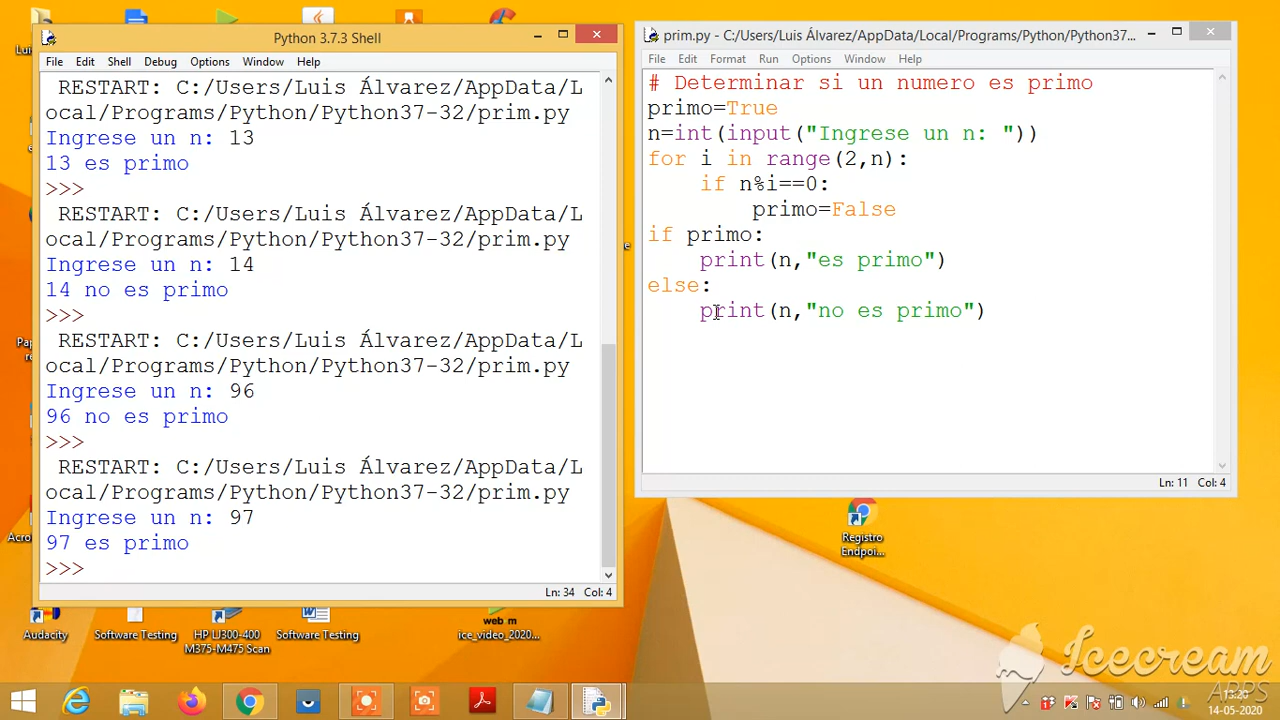 Python 3.7.3 Shell
File Edit Shell Debug Options Window Help
RESTART: C:/Users/Luis Álvarez/AppData/L
ocal/Programs/Python/Python37-32/prim.py
Ingrese un n: 13
13 es primo
>>>
RESTART: C:/Users/Luis Álvarez/AppData/L
ocal/Programs/Python/Python37-32/prim.py
Ingrese un n: 14
14 no es primo
>>>
RESTART: C:/Users/Luis Álvarez/AppData/L
ocal/Programs/Python/Python37-32/prim.py
Ingrese un n: 96
96 no es primo
>>>
RESTART: C:/Users/Luis Álvarez/AppData/L
ocal/Programs/Python/Python37-32/prim.py
Ingrese un n: 97
97 es primo
>>>
Ln: 34 Col: 4
prim.py - C:/Users/Luis Álvarez/AppData/Local/Programs/Python/Python37...
File Edit Format Run Options Window Help
# Determinar si un numero es primo
primo=True
n=int(input("Ingrese un n: "))
for i in range(2,n):
    if n%i==0:
        primo=False
if primo:
    print(n,"es primo")
else:
    print(n,"no es primo")
Ln: 11 Col: 4
Registro
Endpoi...
Audacity
Software Testing
HP LJ300-400
M375-M475 Scan
Software Testing
web m
ice_video_2020...
Icecream
APPS
13:20
14-05-2020